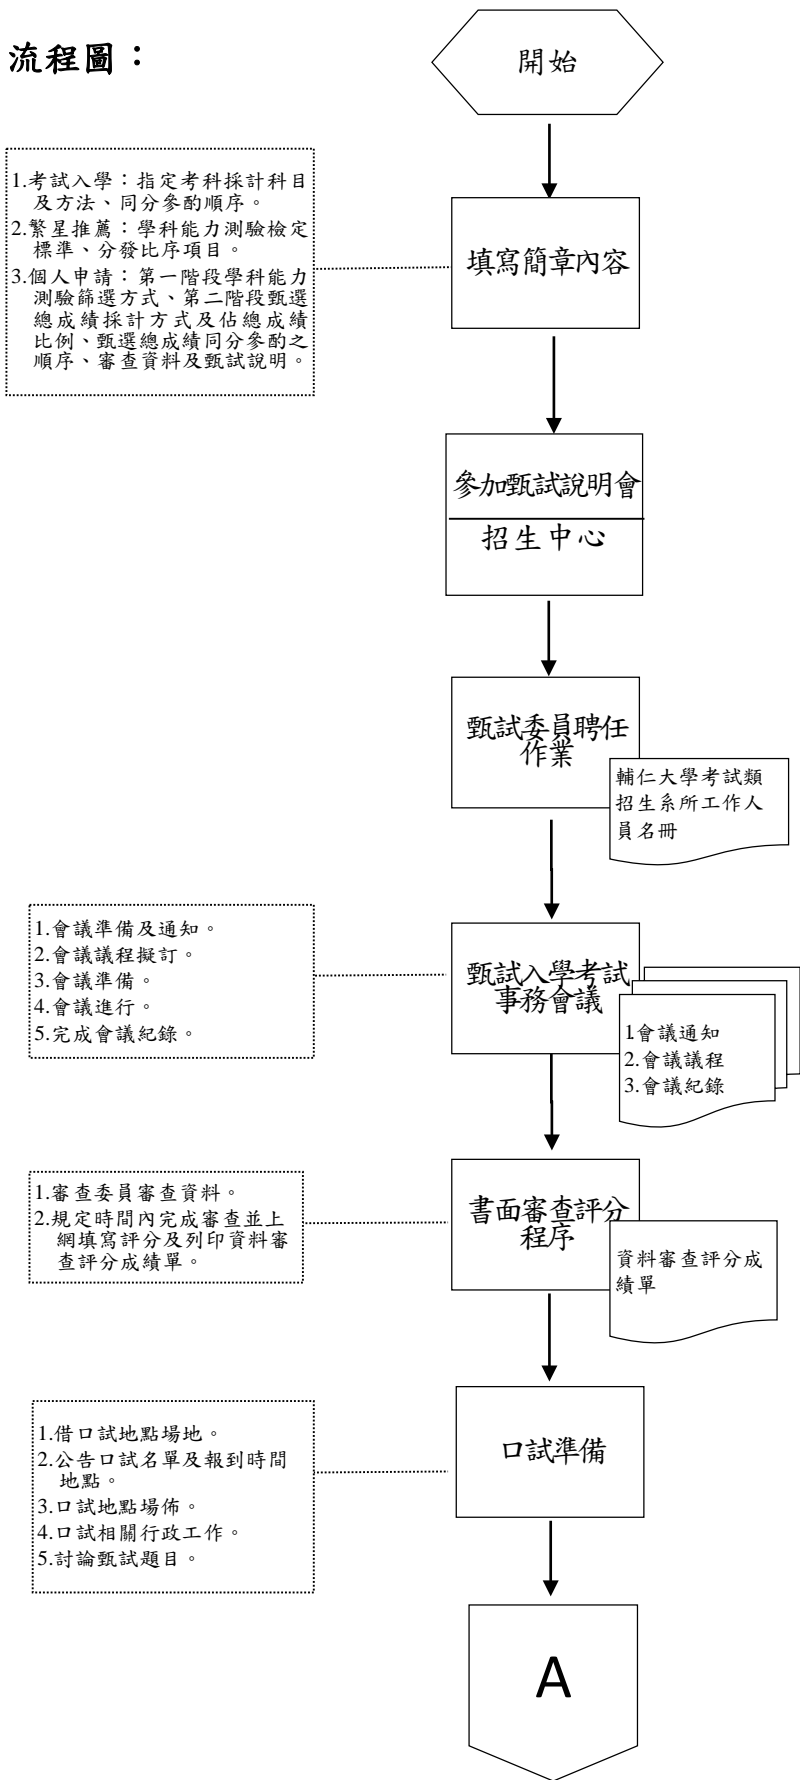 流程圖：
開始
1.考試入學：指定考科採計科目
及方法、同分參酌順序。
2.繁星推薦：學科能力測驗檢定
標準、分發比序項目。
3.個人申請：第一階段學科能力
測驗篩選方式、第二階段甄選
總成績採計方式及佔總成績
比例、甄選總成績同分參酌之
順序、審查資料及甄試說明。
填寫簡章內容
參加甄試說明會
招生中心
甄試委員聘任
作業
輔仁大學考試類
招生系所工作人
員名冊
1.會議準備及通知。
2.會議議程擬訂。
3.會議準備。
4.會議進行。
5.完成會議紀錄。
甄試入學考試
事務會議
1.會議通知
2.會議議程
3.會議紀錄
1.審查委員審查資料。
2.規定時間內完成審查並上
網填寫評分及列印資料審
查評分成績單。
書面審查評分
程序
資料審查評分成
績單
1.借口試地點場地。
2.公告口試名單及報到時間
地點。
3.口試地點場佈。
4.口試相關行政工作。
5.討論甄試題目。
口試準備
A